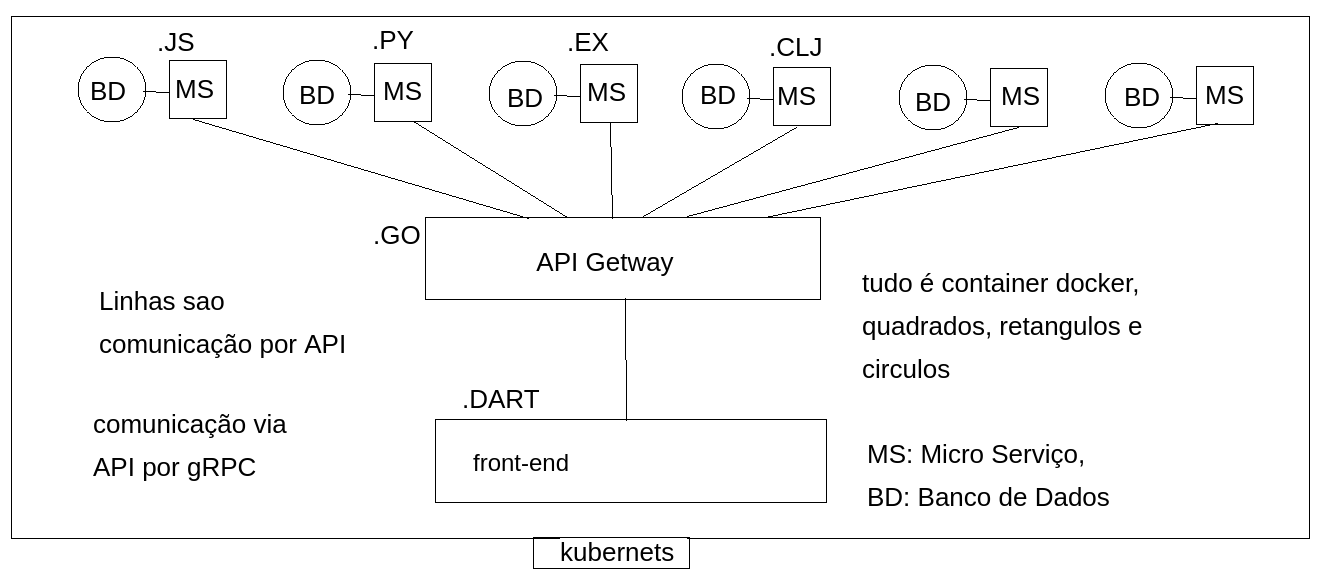 .JS
.PY
.EX
.CLJ
BD
MS
BD
MS
BD
MS
BD
MS
BD
MS
BD
MS
.GO
API Getway
Linhas sao
comunicação por API
comunicação via
API por gRPC
tudo é container docker,
quadrados, retangulos e
circulos
.DART
front-end
MS: Micro Serviço,
BD: Banco de Dados
kubernets